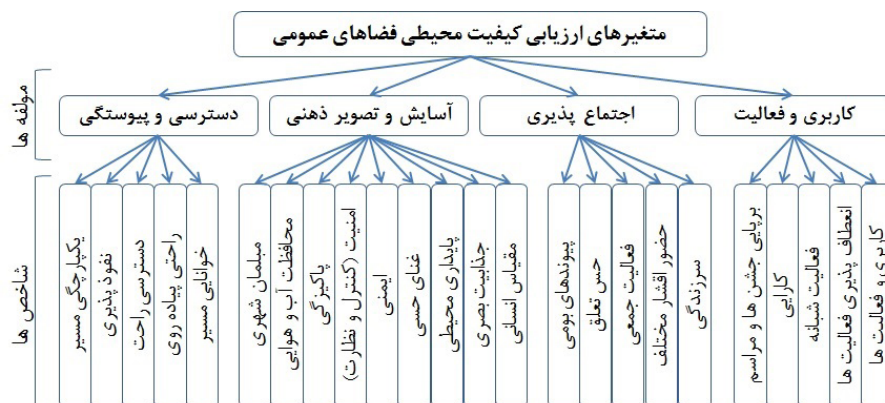 متغیرهای ارزیابی کیفیت محیطی فضاهای عمومی
مولفه ها
کاربری و فعالیت
اجتماع پذیری
آسایش و تصویر ذهنی
دسترسی و پیوستگی
شاخص ها
کاربری و فعالیت ها
انعطاف پذیری فعالیت ها
فعالیت شبانه
کارایی
برپایی جشن ها و مراسم
سرزندگی
حضور اقشار مختلف
فعالیت جمعی
حس تعلق
پیوندهای بومی
مقیاس انسانی
جذابیت بصری
پایداری محیطی
غنای حسی
ایمنی
امنیت (کنترل و نظارت)
پاکیزگی
محافظت آب و هوایی
مبلمان شهری
خوانایی مسیر
راحتی پیاده روی
دسترسی راحت
نفوذ پذیری
یکپارچگی مسیر